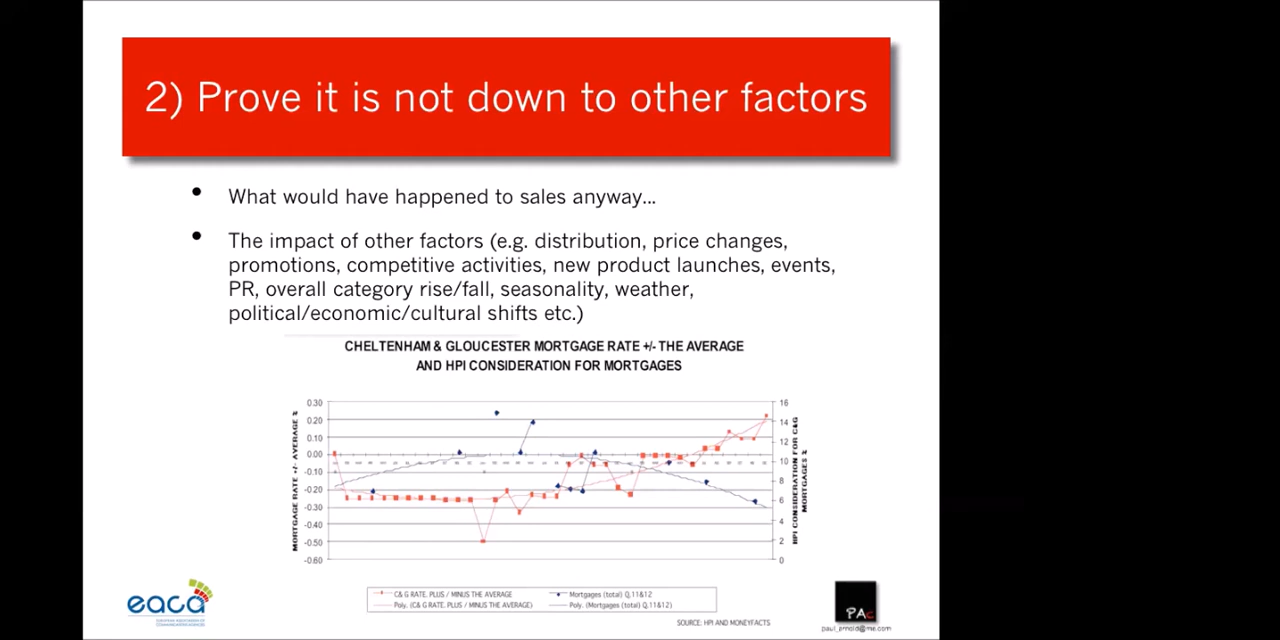 2) Prove it is not down to other factors
• What would have happened to sales anyway...
• The impact of other factors (e.g. distribution, price changes,
promotions, competitive activities, new product launches, events,
PR, overall category rise/fall, seasonality, weather,
political/economic/cultural shifts etc.)
CHELTENHAM & GLOUCESTER MORTGAGE RATE +/- THE AVERAGE
AND HPI CONSIDERATION FOR MORTGAGES
MORTGAGE RATE +/- AVERAGE %
0.30
0.20
0.10
0.00
-0.10
-0.20
-0.30
-0.40
-0.50
-0.60
16
14
12
10
8
6
4
2
0
HPI CONSIDERATION FOR C&G
MORTGAGES %
C& G RATE. PLUS / MINUS THE AVERAGE
Mortgages (total) Q,11&12
Poly. (C& G RATE. PLUS / MINUS THE AVERAGE)
Poly. (Mortgages (total) Q,11&12)
SOURCE: HPI AND MONEYFACTS
eaca
PAc
paul_arnold@me.com